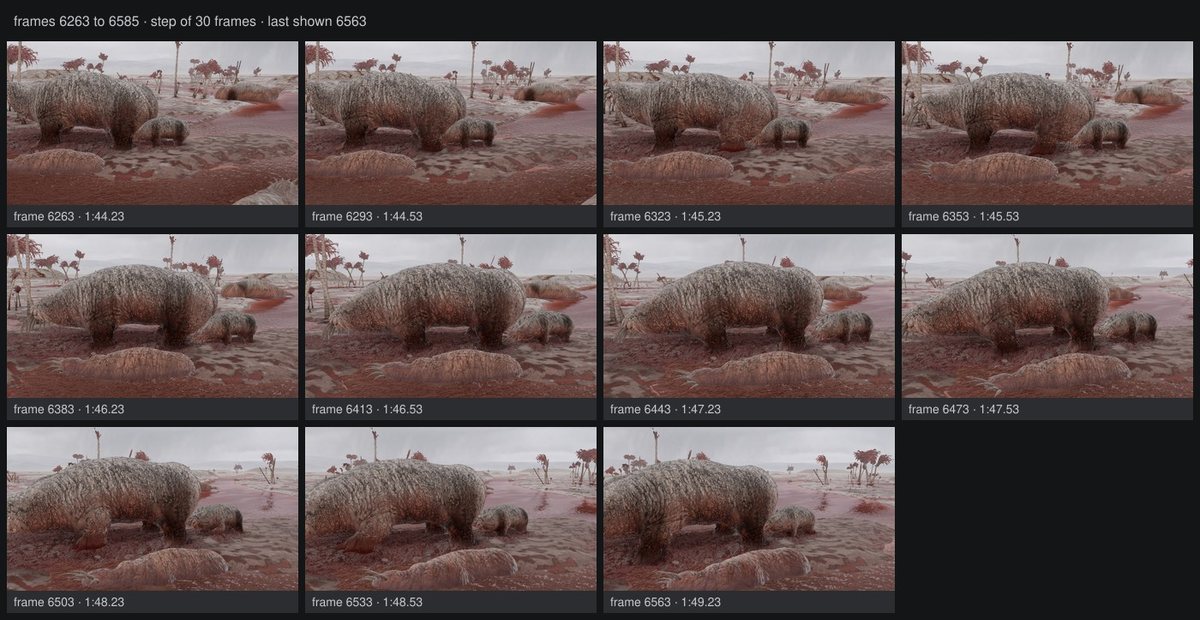 frames 6263 to 6585 · step of 30 frames · last shown 6563
frame 6263 · 1:44.23
frame 6293 · 1:44.53
frame 6323 · 1:45.23
frame 6353 · 1:45.53
frame 6383 · 1:46.23
frame 6413 · 1:46.53
frame 6443 · 1:47.23
frame 6473 · 1:47.53
frame 6503 · 1:48.23
frame 6533 · 1:48.53
frame 6563 · 1:49.23